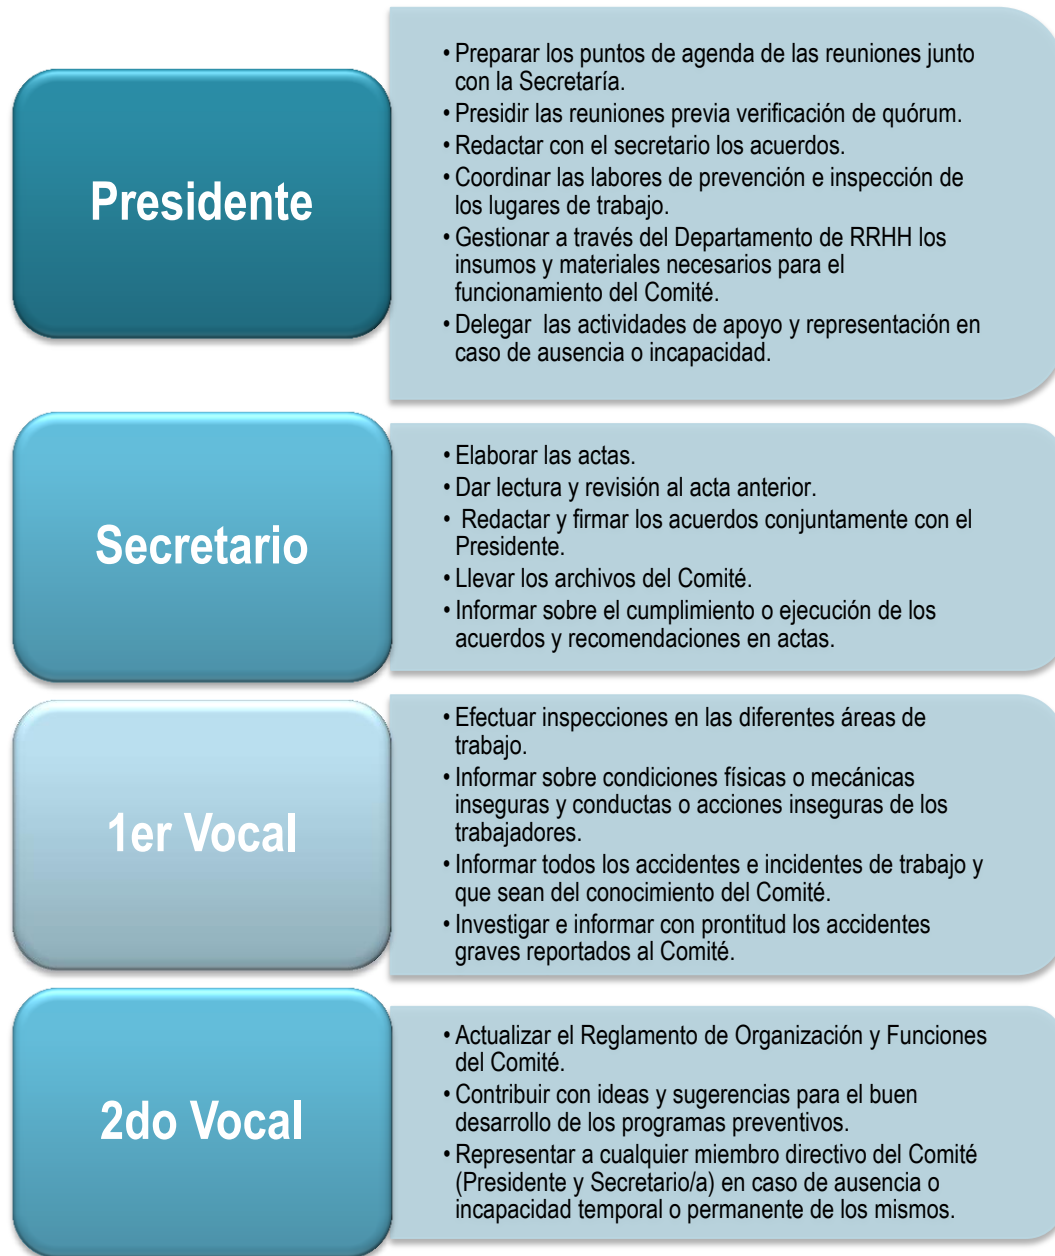 Presidente
• Preparar los puntos de agenda de las reuniones junto
con la Secretaría.
• Presidir las reuniones previa verificación de quórum.
• Redactar con el secretario los acuerdos.
• Coordinar las labores de prevención e inspección de
los lugares de trabajo.
• Gestionar a través del Departamento de RRHH los
insumos y materiales necesarios para el
funcionamiento del Comité.
• Delegar  las actividades de apoyo y representación en
caso de ausencia o incapacidad.
Secretario
• Elaborar las actas.
• Dar lectura y revisión al acta anterior.
•  Redactar y firmar los acuerdos conjuntamente con el
Presidente.
• Llevar los archivos del Comité.
• Informar sobre el cumplimiento o ejecución de los
acuerdos y recomendaciones en actas.
1er Vocal
• Efectuar inspecciones en las diferentes áreas de
trabajo.
• Informar sobre condiciones físicas o mecánicas
inseguras y conductas o acciones inseguras de los
trabajadores.
• Informar todos los accidentes e incidentes de trabajo y
que sean del conocimiento del Comité.
• Investigar e informar con prontitud los accidentes
graves reportados al Comité.
2do Vocal
• Actualizar el Reglamento de Organización y Funciones
del Comité.
• Contribuir con ideas y sugerencias para el buen
desarrollo de los programas preventivos.
• Representar a cualquier miembro directivo del Comité
(Presidente y Secretario/a) en caso de ausencia o
incapacidad temporal o permanente de los mismos.